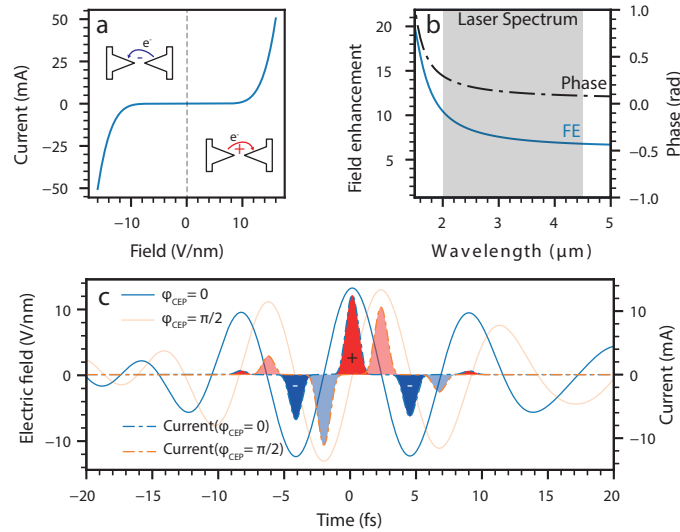 a
50
25
0
−25
−50
Current (mA)
e-
-
e-
+
−10
0
10
Field (V/nm)
b
Laser Spectrum
20
15
10
5
Field enhancement
Phase
FE
1.0
0.5
0.0
−0.5
−1.0
Phase (rad)
2
3
4
5
Wavelength (μm)
c
φCEP= 0
φCEP= π/2
10
0
−10
Electric field (V/nm)
+
-
-
Current(φCEP= 0)
Current(φCEP= π/2)
10
0
−10
Current (mA)
−20
−15
−10
−5
0
5
10
15
20
Time (fs)